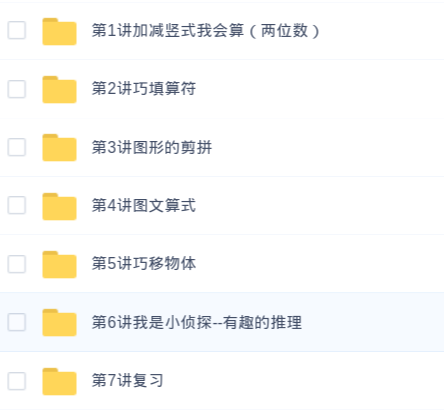 第1讲加减竖式我会算（两位数）
第2讲巧填算符
第3讲图形的剪拼
第4讲图文算式
第5讲巧移物体
第6讲我是小侦探--有趣的推理
第7讲复习